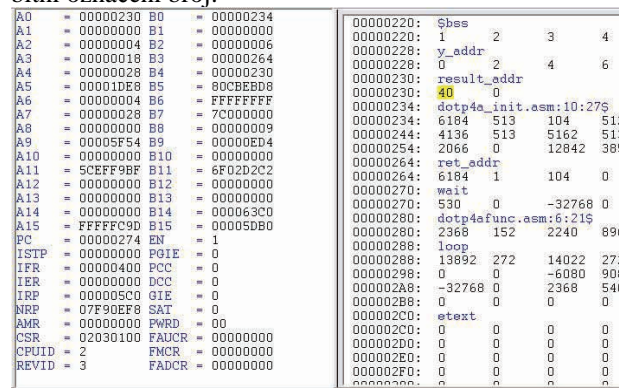 A0 = 00000230 B0 = 00000234
A1 = 00000000 B1 = 00000000
A2 = 00000004 B2 = 00000006
A3 = 00000018 B3 = 00000264
A4 = 00000028 B4 = 00000230
A5 = 00001DE8 B5 = 80CBEBD8
A6 = 00000004 B6 = FFFFFFFF
A7 = 00000028 B7 = 7C000000
A8 = 00000000 B8 = 00000009
A9 = 00005F54 B9 = 00000ED4
A10 = 00000000 B10 = 00000000
A11 = 5CEFF9BF B11 = 6F02D2C2
A12 = 00000000 B12 = 00000000
A13 = 00000000 B13 = 00000000
A14 = 00000000 B14 = 000063C0
A15 = FFFFFC9D B15 = 00005DB0
PC = 00000274 EN = 1
ISTP = 00000000 PGIE = 0
IFR = 00000400 PCC = 0
IER = 00000000 DCC = 0
IRP = 000005C0 GIE = 0
NRP = 07F90EF8 SAT = 0
AMR = 00000000 PWRD = 00
CSR = 02030100 FAUCR = 00000000
CPUID = 2 FMCR = 00000000
REVID = 3 FADCR = 00000000
00000220: $bss
00000220: 1 2 3 4
00000228: y_addr
00000228: 0 2 4 6
00000230: result_addr
00000230: 40 0
00000234: dotp4a_init.asm:10:27$
00000234: 6184 513 104
00000244: 4136 513 5162
00000254: 2066 0 12842
00000264: ret_addr
00000264: 6184 1 104 0
00000270: wait
00000270: 530 0 -32768 0
00000280: dotp4afunc.asm:6:21$
00000280: 2368 152 2240
00000288: loop
00000288: 13892 272 14022
00000298: 0 0 -6080
000002A8: -32768 0 2368
000002B8: 0 0 0 0
000002C0: etext
000002C0: 0 0 0 0
000002D0: 0 0 0 0
000002E0: 0 0 0 0
000002F0: 0 0 0 0